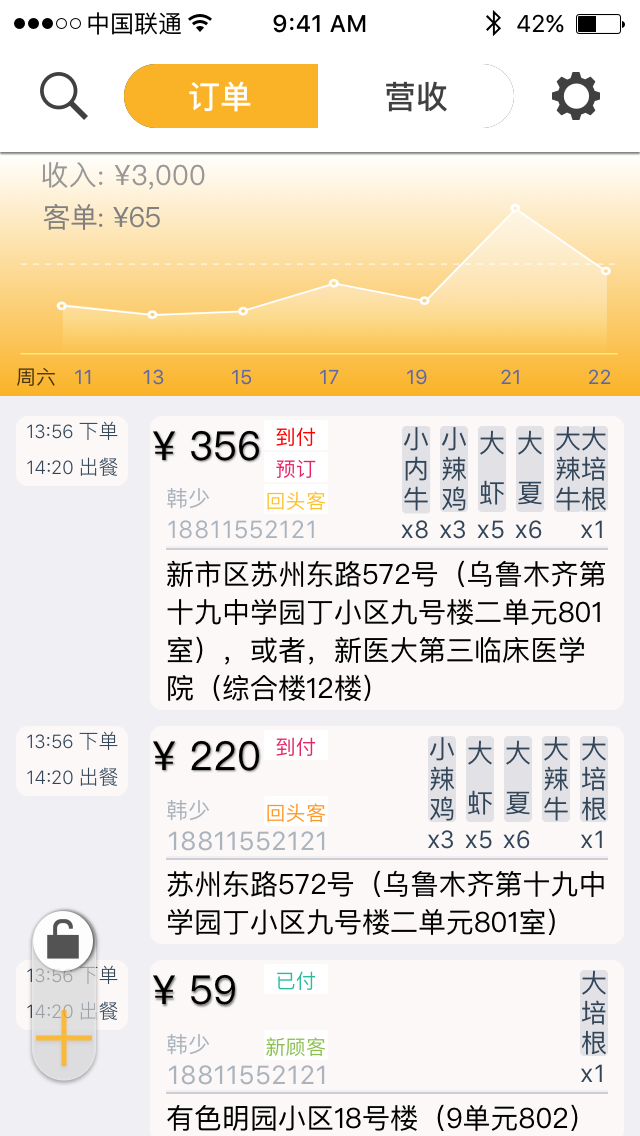 中国联通 9:41 AM 42%
订单 营收
收入: ¥3,000
客单: ¥65
周六 11 13 15 17 19 21 22
13:56 下单
14:20 出餐
¥ 356 到付
预订
韩少 回头客
18811552121
小内牛 小辣鸡 大虾 大夏 大辣牛 大培根
x8 x3 x5 x6 x1
新市区苏州东路572号（乌鲁木齐第
十九中学园丁小区九号楼二单元801
室），或者，新医大第三临床医学
院（综合楼12楼）
13:56 下单
14:20 出餐
¥ 220 到付
韩少 回头客
18811552121
小辣鸡 大虾 大夏 大辣牛 大培根
x3 x5 x6 x1
苏州东路572号（乌鲁木齐第十九中
学园丁小区九号楼二单元801室）
13:56 下单
14:20 出餐
¥ 59 已付
韩少 新顾客
18811552121
大培根
x1
有色明园小区18号楼（9单元802）